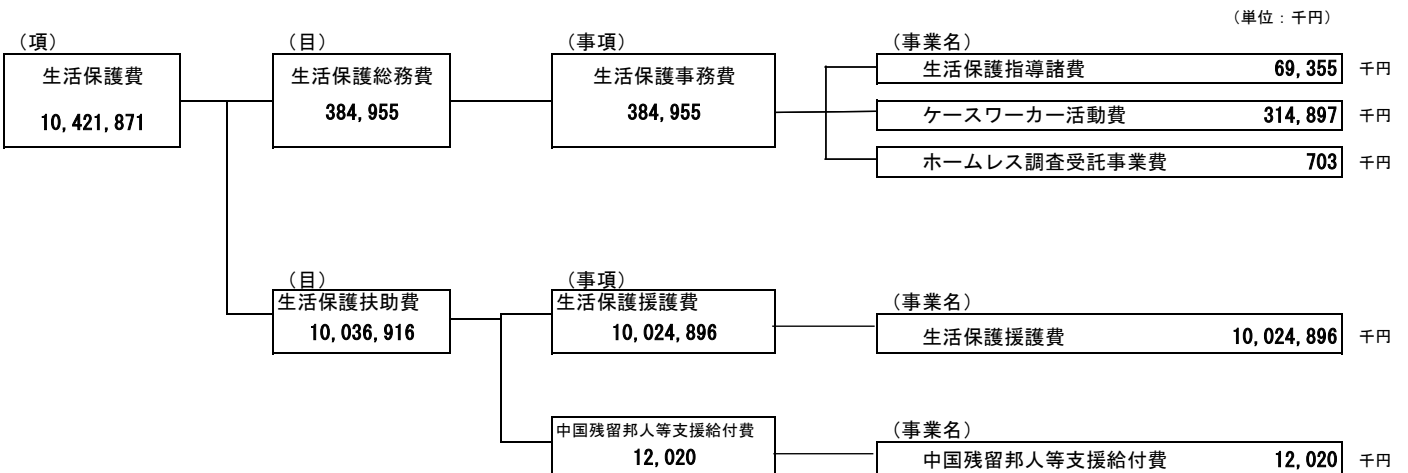 (単位:千円)
(項)
(目)
(事項)
(事業名)
生活保護費
10,421,871
生活保護総務費
384,955
生活保護事務費
384,955
生活保護指導諸費 69,355 千円
ケースワーカー活動費 314,897 千円
ホームレス調査受託事業費 703 千円
(目)
(事項)
生活保護扶助費
10,036,916
生活保護援護費
10,024,896
(事業名)
生活保護援護費 10,024,896 千円
中国残留邦人等支援給付費
12,020
(事業名)
中国残留邦人等支援給付費 12,020 千円